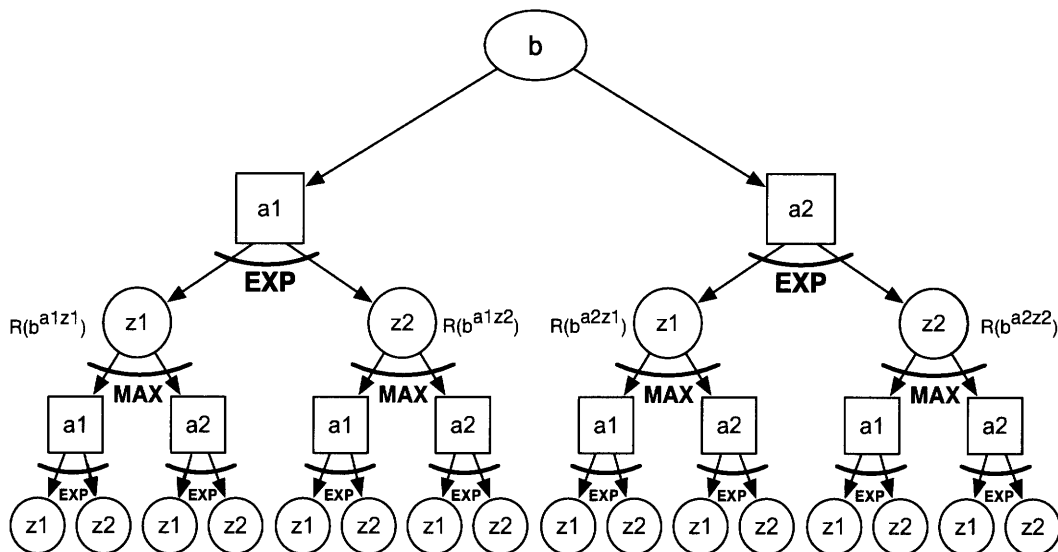 b
a1 a2
EXP EXP
R(b^a1z1) z1 z2 R(b^a1z2) R(b^a2z1) z1 z2 R(b^a2z2)
MAX MAX MAX MAX
a1 a2 a1 a2 a1 a2 a1 a2
EXP EXP EXP EXP EXP EXP EXP EXP
z1 z2 z1 z2 z1 z2 z1 z2 z1 z2 z1 z2 z1 z2 z1 z2